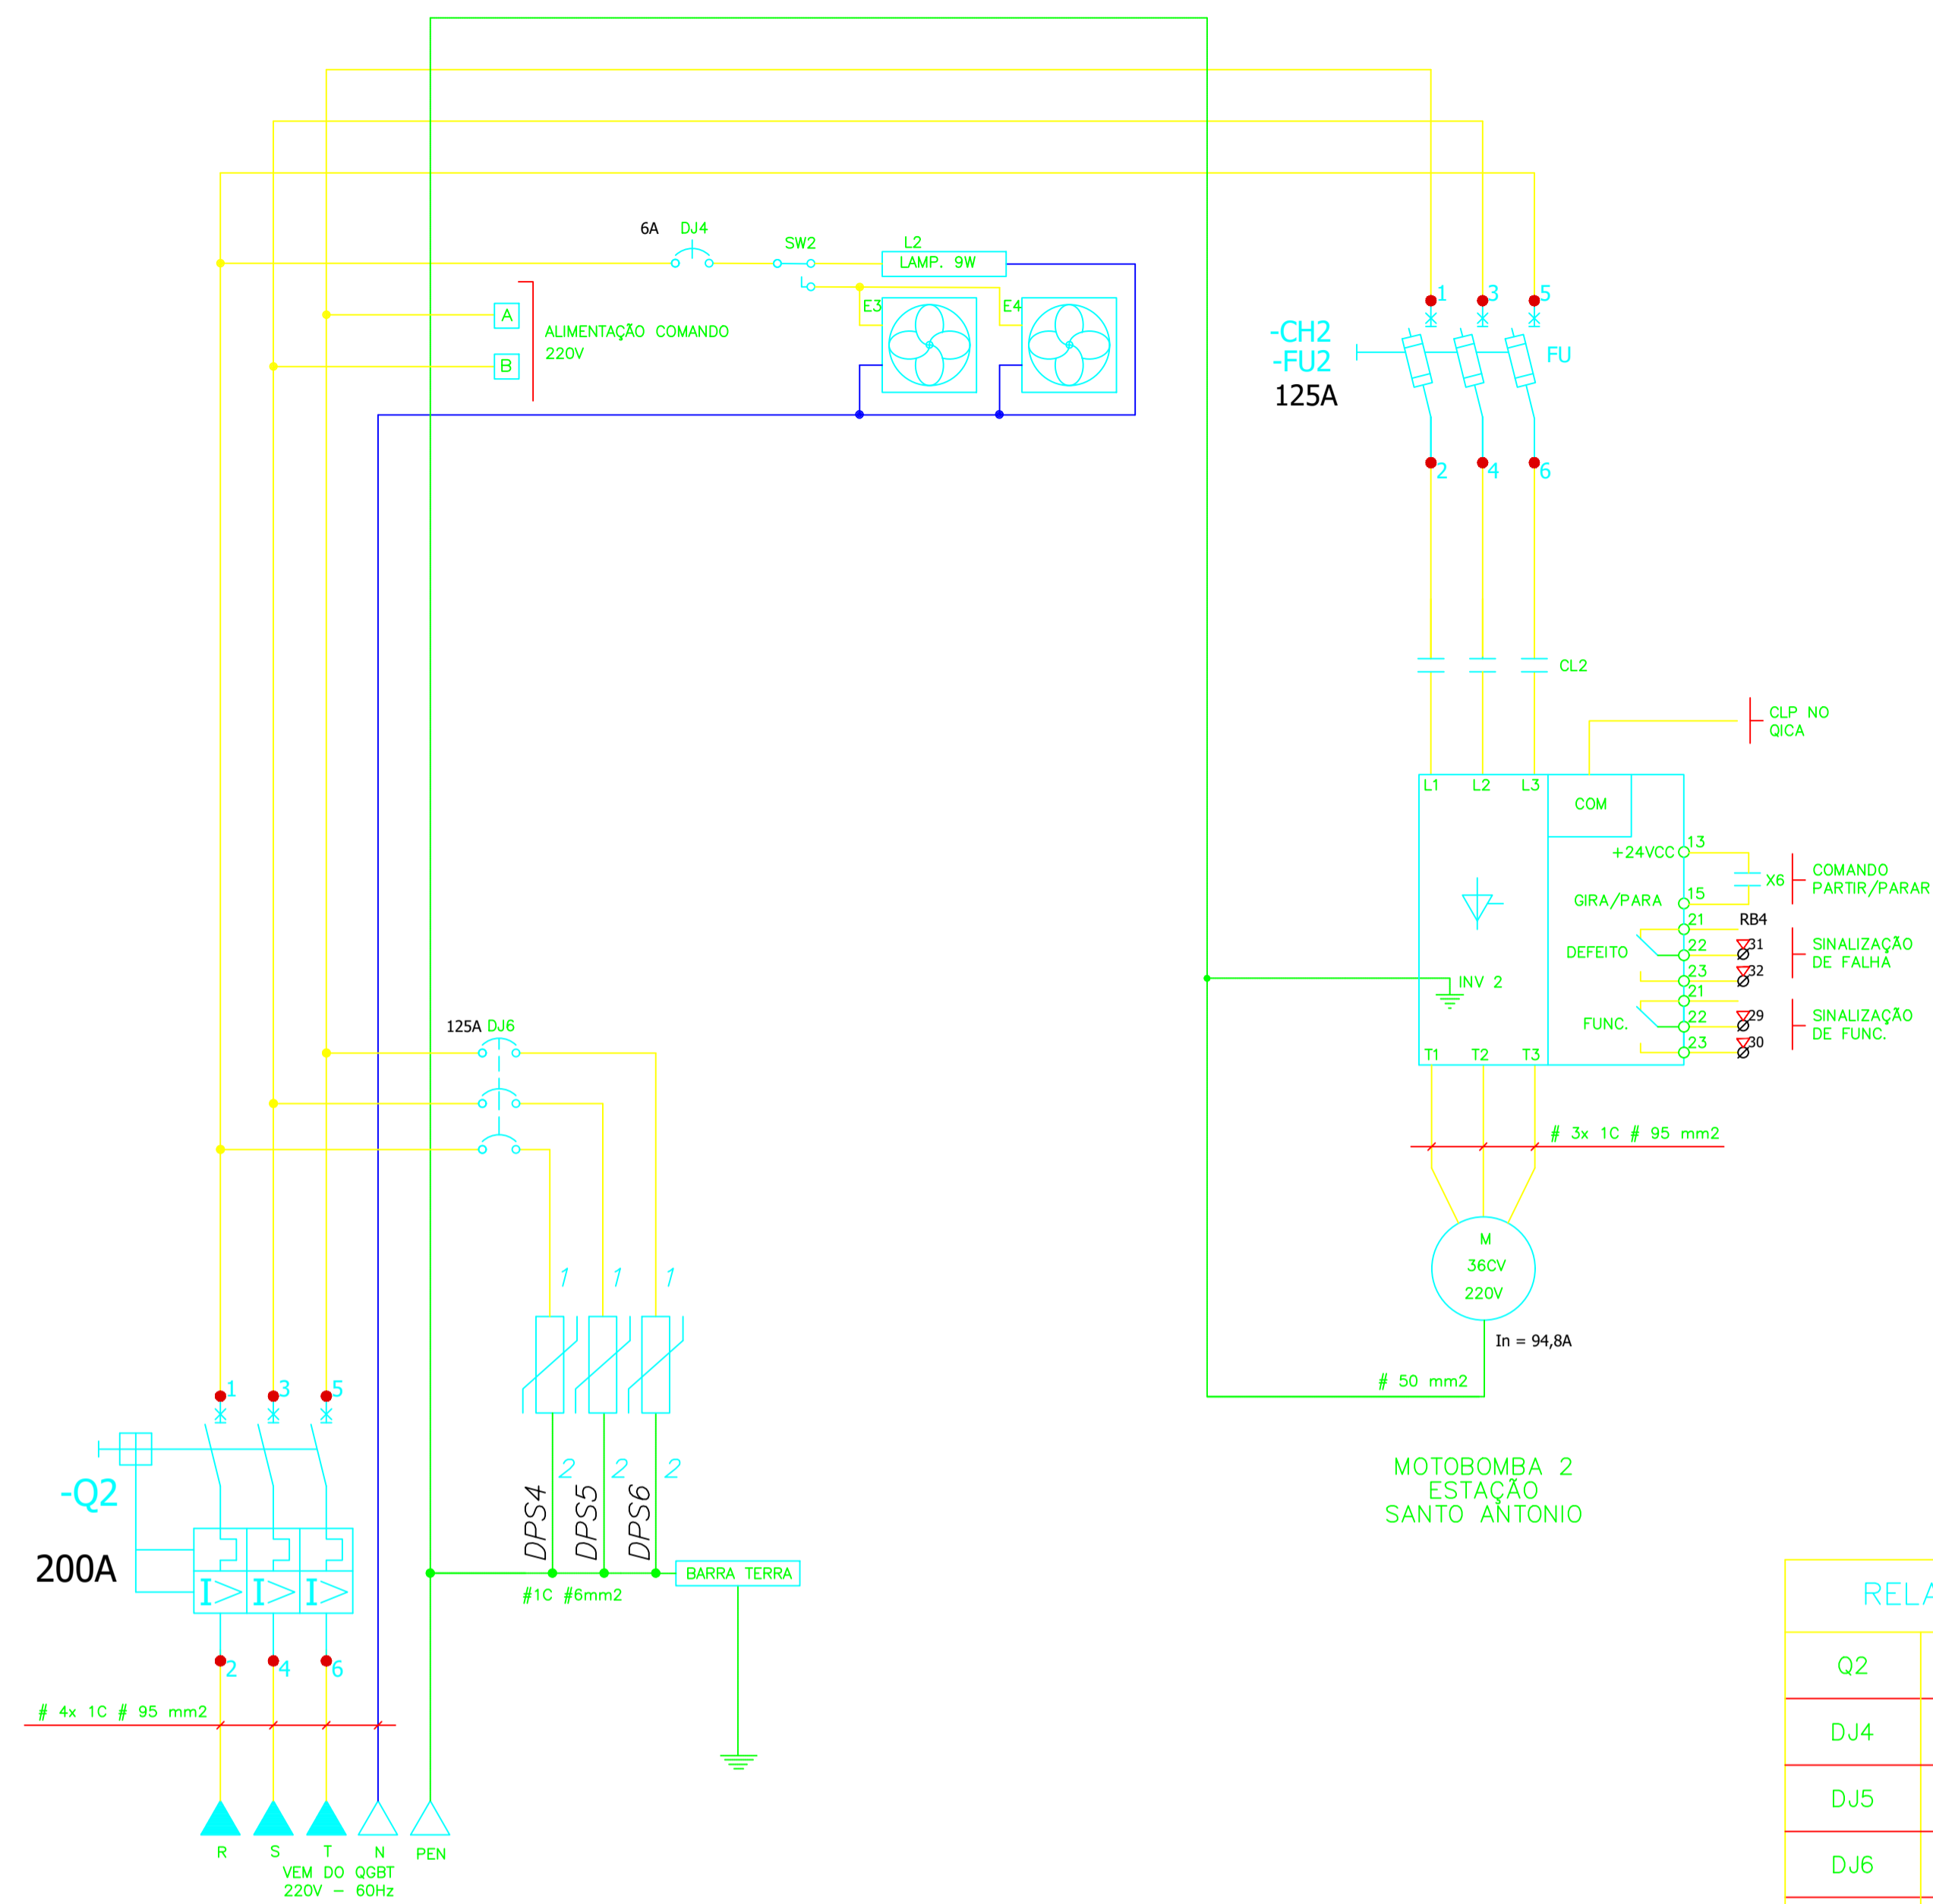 6A
DJ4
SW2
L2
LAMP. 9W
A
ALIMENTAÇÃO COMANDO
220V
B
E3
E4
1
3
5
-CH2
-FU2
125A
FU
2
4
6
CL2
CLP NO
QICA
L1
L2
L3
COM
+24VCC
13
X6
COMANDO
PARTIR/PARAR
GIRA/PARA
15
21
RB4
DEFEITO
22
31
SINALIZAÇÃO
DE FALHA
23
32
INV 2
21
FUNC.
22
29
SINALIZAÇÃO
DE FUNC.
23
30
T1
T2
T3
125A
DJ6
# 3x 1C # 95 mm2
M
36CV
220V
In = 94,8A
# 50 mm2
1
1
1
2
2
2
DPS4
DPS5
DPS6
1
3
5
-Q2
200A
I>
I>
I>
2
4
6
BARRA TERRA
#1C #6mm2
MOTOBOMBA 2
ESTAÇÃO
SANTO ANTONIO
# 4x 1C # 95 mm2
R
S
T
N
PEN
VEM DO QGBT
220V - 60Hz
Q2
DJ4
DJ5
DJ6